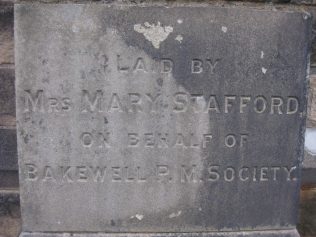 LAID BY
MRS MARY STAFFORD,
ON BEHALF OF
BAKEWELL P. M. SOCIETY.